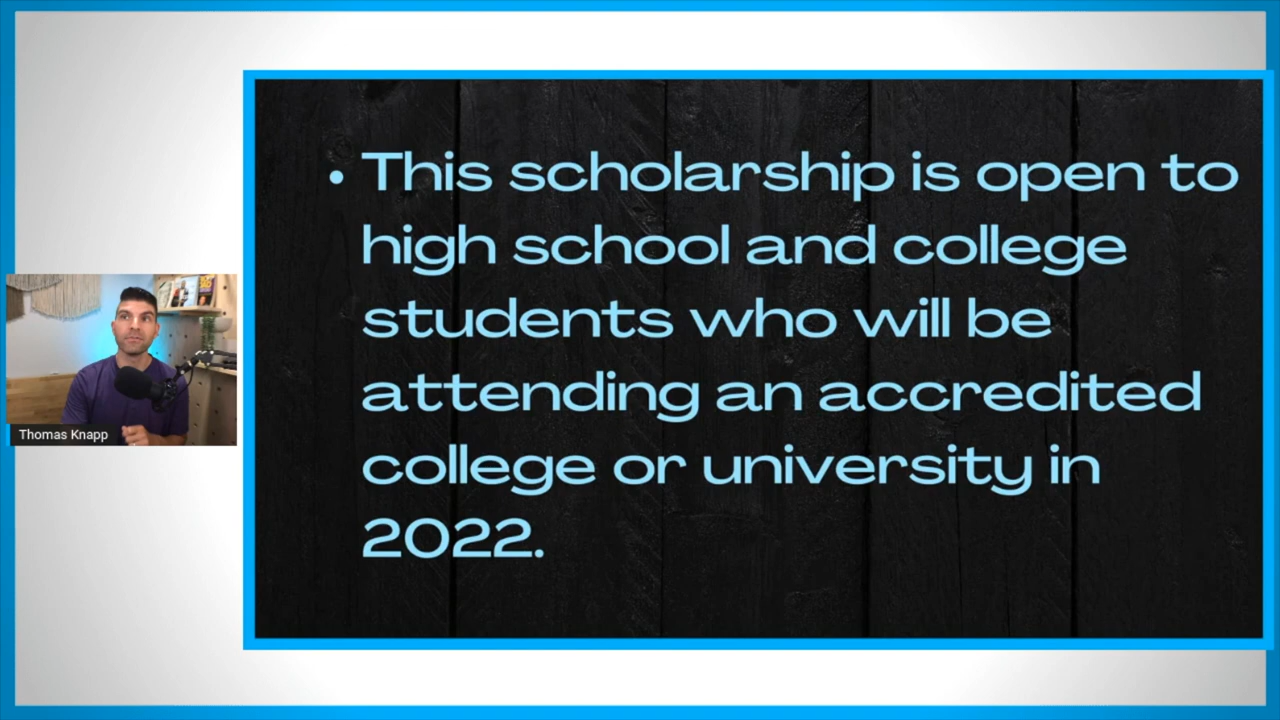 • This scholarship is open to
high school and college
students who will be
attending an accredited
college or university in
2022.
Thomas Knapp